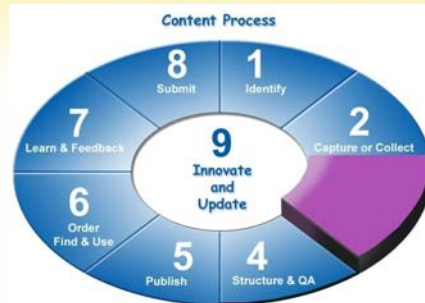 Content Process
1
Identify
2
Capture or Collect
4
Structure & QA
5
Publish
6
Order
Find & Use
7
Learn & Feedback
8
Submit
9
Innovate
and
Update